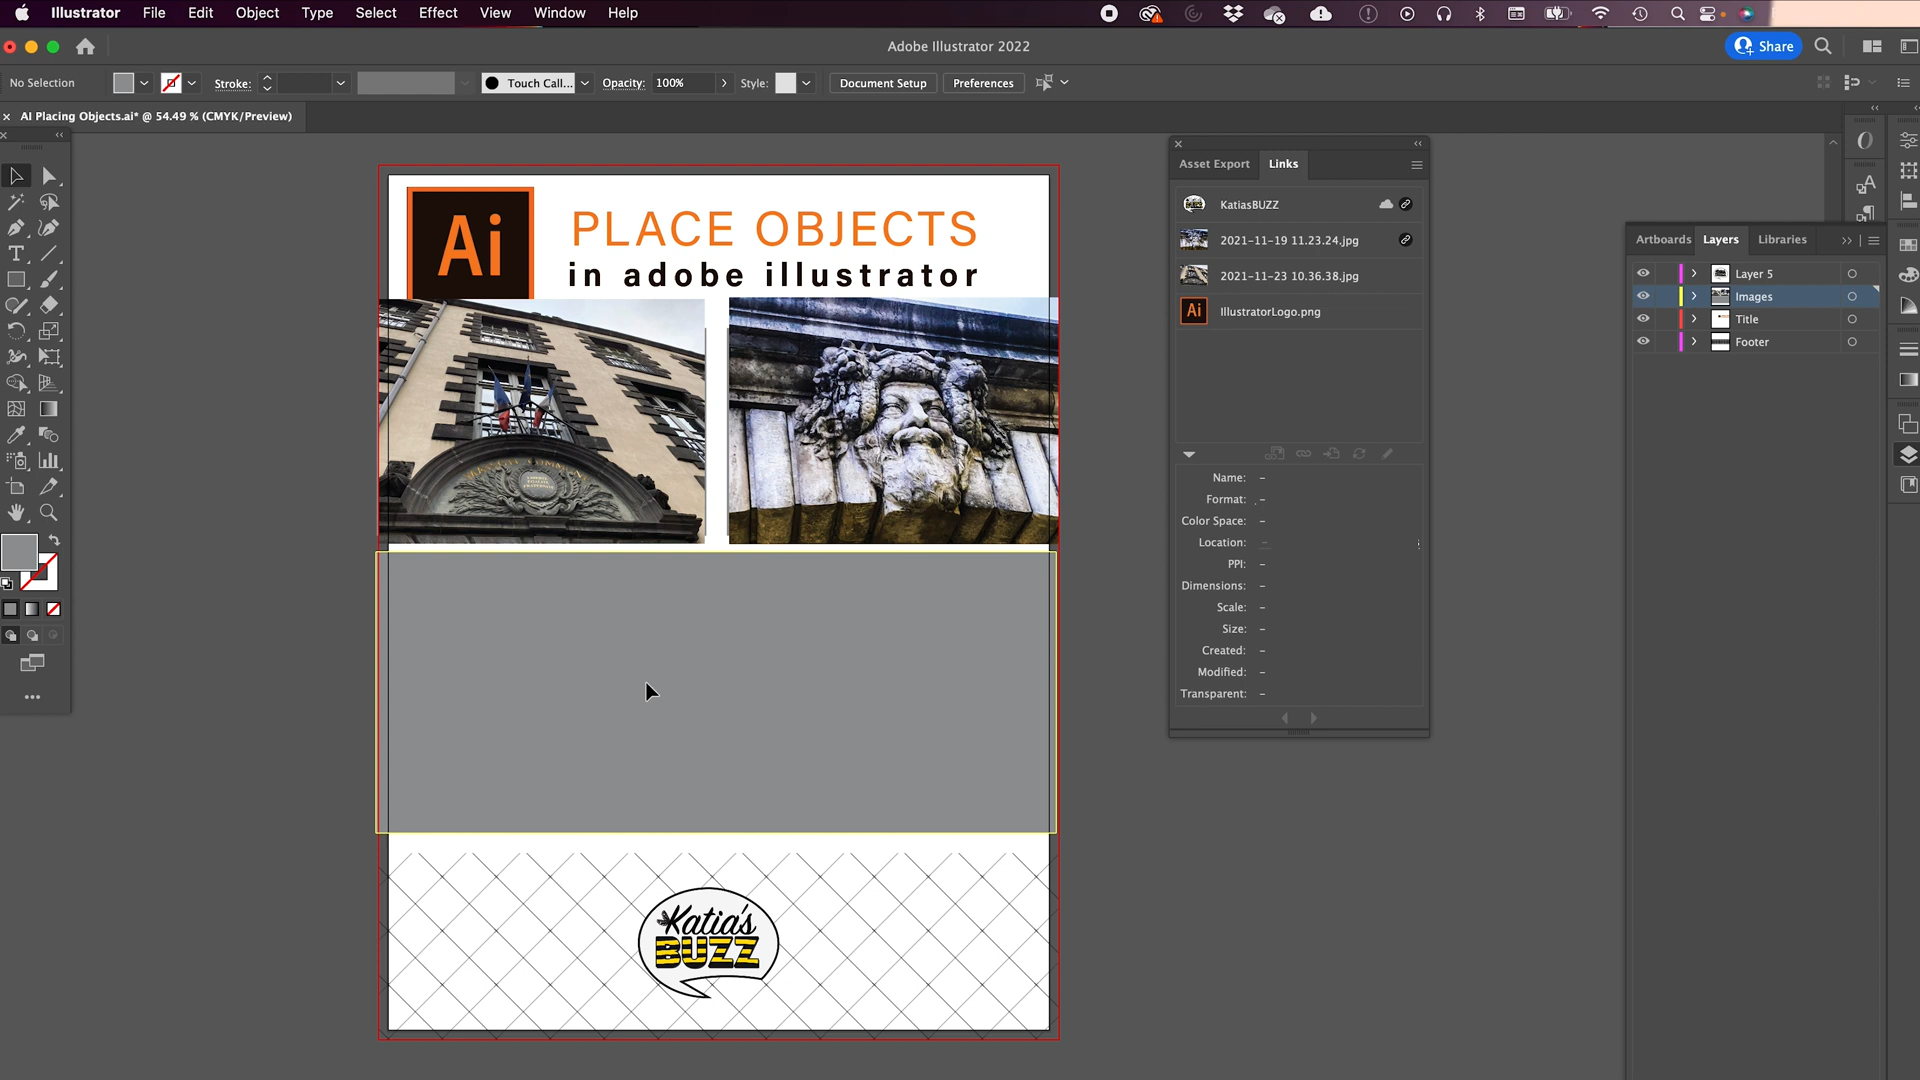 Illustrator File Edit Object Type Select Effect View Window Help
Adobe Illustrator 2022
Share
No Selection
Stroke:
Touch Call...
Opacity: 100%
Style:
Document Setup
Preferences
AI Placing Objects.ai* @ 54.49 % (CMYK/Preview)
Ai
PLACE OBJECTS
in adobe illustrator
Katia's
BUZZ
Asset Export
Links
KatiasBUZZ
2021-11-19 11.23.24.jpg
2021-11-23 10.36.38.jpg
Ai
IllustratorLogo.png
Name: –
Format: –
Color Space: –
Location: –
PPI: –
Dimensions: –
Scale: –
Size: –
Created: –
Modified: –
Transparent: –
Artboards
Layers
Libraries
Layer 5
Images
Title
Footer